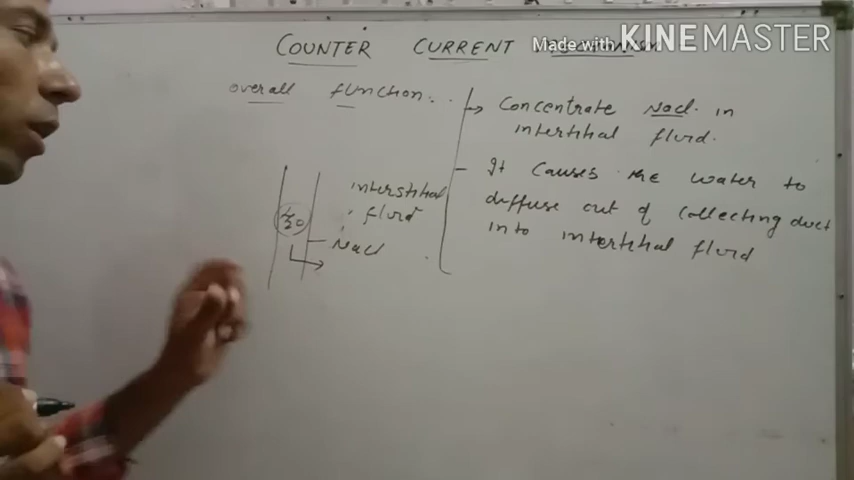 COUNTER CURRENT
Made with KINEMASTER
overall function..
Concentrate Nacl in
interstitial fluid.
It causes the water to
diffuse out of collecting duct
into interstitial fluid
interstitial
fluid
H2O
Nacl